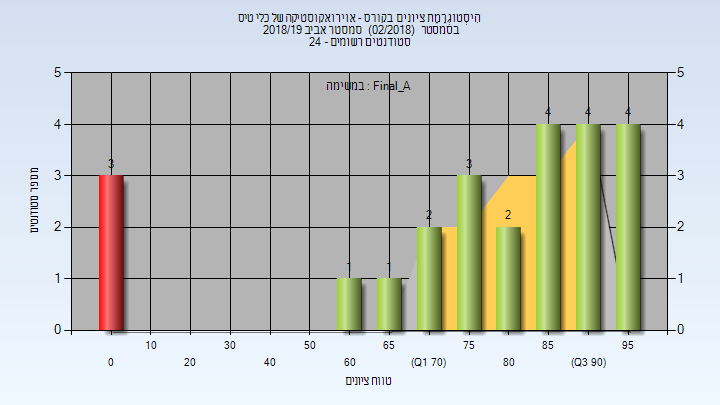 היסטוגרמת ציונים בקורס - אוירואקוסטיקה של כלי טיס
בסמסטר (02/2018) סמסטר אביב 2018/19
סטודנטים רשומים - 24
במשימה : Final_A
5 5
4 4
3 3
2 2
1 1
0 0
3 1 1 2 3 2 4 4 4
מספר סטודנטים
10 30 50 65 75 85 95
0 20 40 60 (Q1 70) 80 (Q3 90)
טווח ציונים